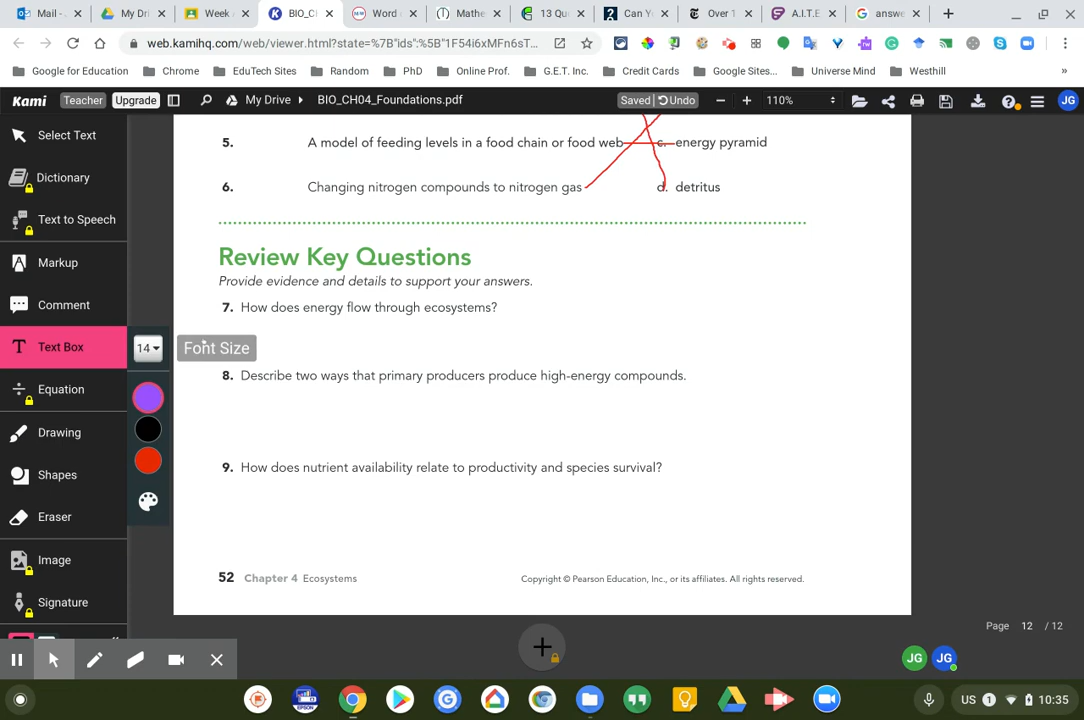 Mail -
My Dri
Week
BIO_CH
Word
Mathe
13 Qu
Can Y
Over 1
A.I.T.E
answe
web.kamihq.com/web/viewer.html?state=%7B"ids":%5B"1F54i6xMFn6sT...
Google for Education
Chrome
EduTech Sites
Random
PhD
Online Prof.
G.E.T. Inc.
Credit Cards
Google Sites...
Universe Mind
Westhill
»
Kami Teacher Upgrade
My Drive
BIO_CH04_Foundations.pdf
Saved Undo
110%
JG
Select Text
Dictionary
Text to Speech
Markup
Comment
Text Box
Equation
Drawing
Shapes
Eraser
Image
Signature
14
Font Size
5. A model of feeding levels in a food chain or food web c. energy pyramid
6. Changing nitrogen compounds to nitrogen gas d. detritus
Review Key Questions
Provide evidence and details to support your answers.
7. How does energy flow through ecosystems?
8. Describe two ways that primary producers produce high-energy compounds.
9. How does nutrient availability relate to productivity and species survival?
52 Chapter 4 Ecosystems
Copyright © Pearson Education, Inc., or its affiliates. All rights reserved.
Page 12 / 12
JG JG
EPSON
US 1 10:35